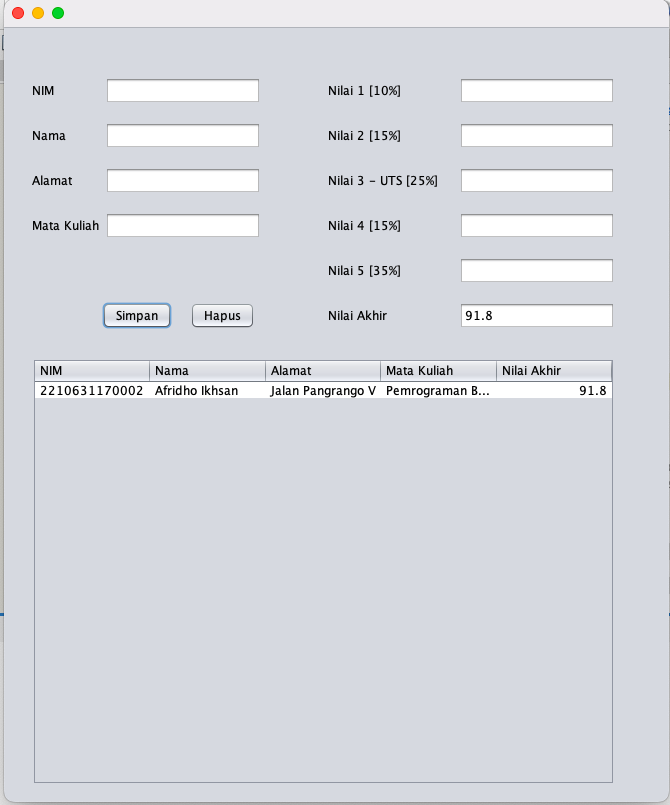 NIM
Nilai 1 [10%]
Nama
Nilai 2 [15%]
Alamat
Nilai 3 - UTS [25%]
Mata Kuliah
Nilai 4 [15%]
Nilai 5 [35%]
Simpan Hapus
Nilai Akhir 91.8
NIM Nama Alamat Mata Kuliah Nilai Akhir
2210631170002 Afridho Ikhsan Jalan Pangrango V Pemrograman B... 91.8